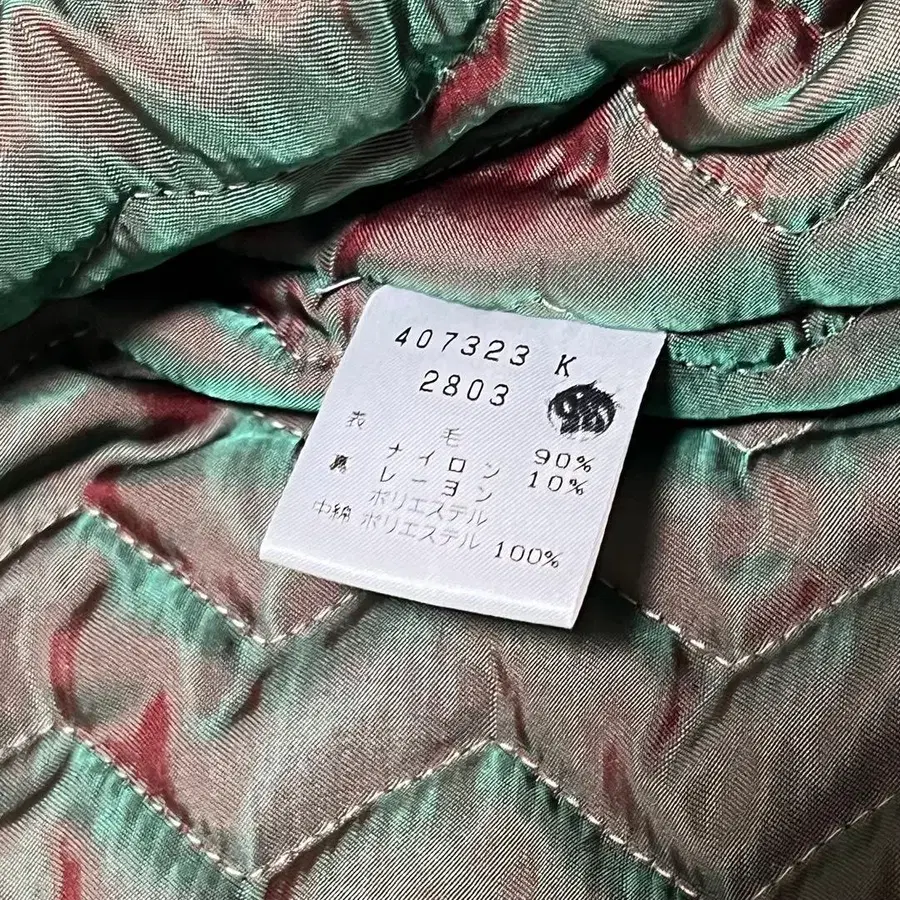 407323 K
2803
表 毛 90%
ナイロン 10%
裏 レーヨン
ポリエステル
中綿 ポリエステル 100%